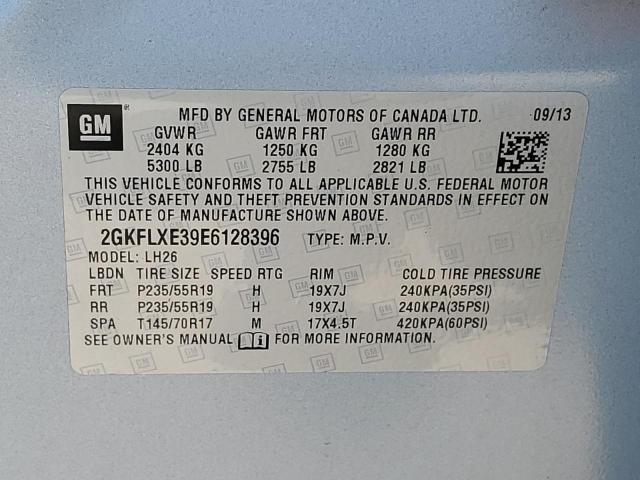 GM
MFD BY GENERAL MOTORS OF CANADA LTD. 09/13
GVWR GAWR FRT GAWR RR
2404 KG 1250 KG 1280 KG
5300 LB 2755 LB 2821 LB
THIS VEHICLE CONFORMS TO ALL APPLICABLE U.S. FEDERAL MOTOR
VEHICLE SAFETY AND THEFT PREVENTION STANDARDS IN EFFECT ON
THE DATE OF MANUFACTURE SHOWN ABOVE.
2GKFLXE39E6128396 TYPE: M.P.V.
MODEL: LH26
LBDN TIRE SIZE SPEED RTG RIM COLD TIRE PRESSURE
FRT P235/55R19 H 19X7J 240KPA(35PSI)
RR P235/55R19 H 19X7J 240KPA(35PSI)
SPA T145/70R17 M 17X4.5T 420KPA(60PSI)
SEE OWNER'S MANUAL FOR MORE INFORMATION.